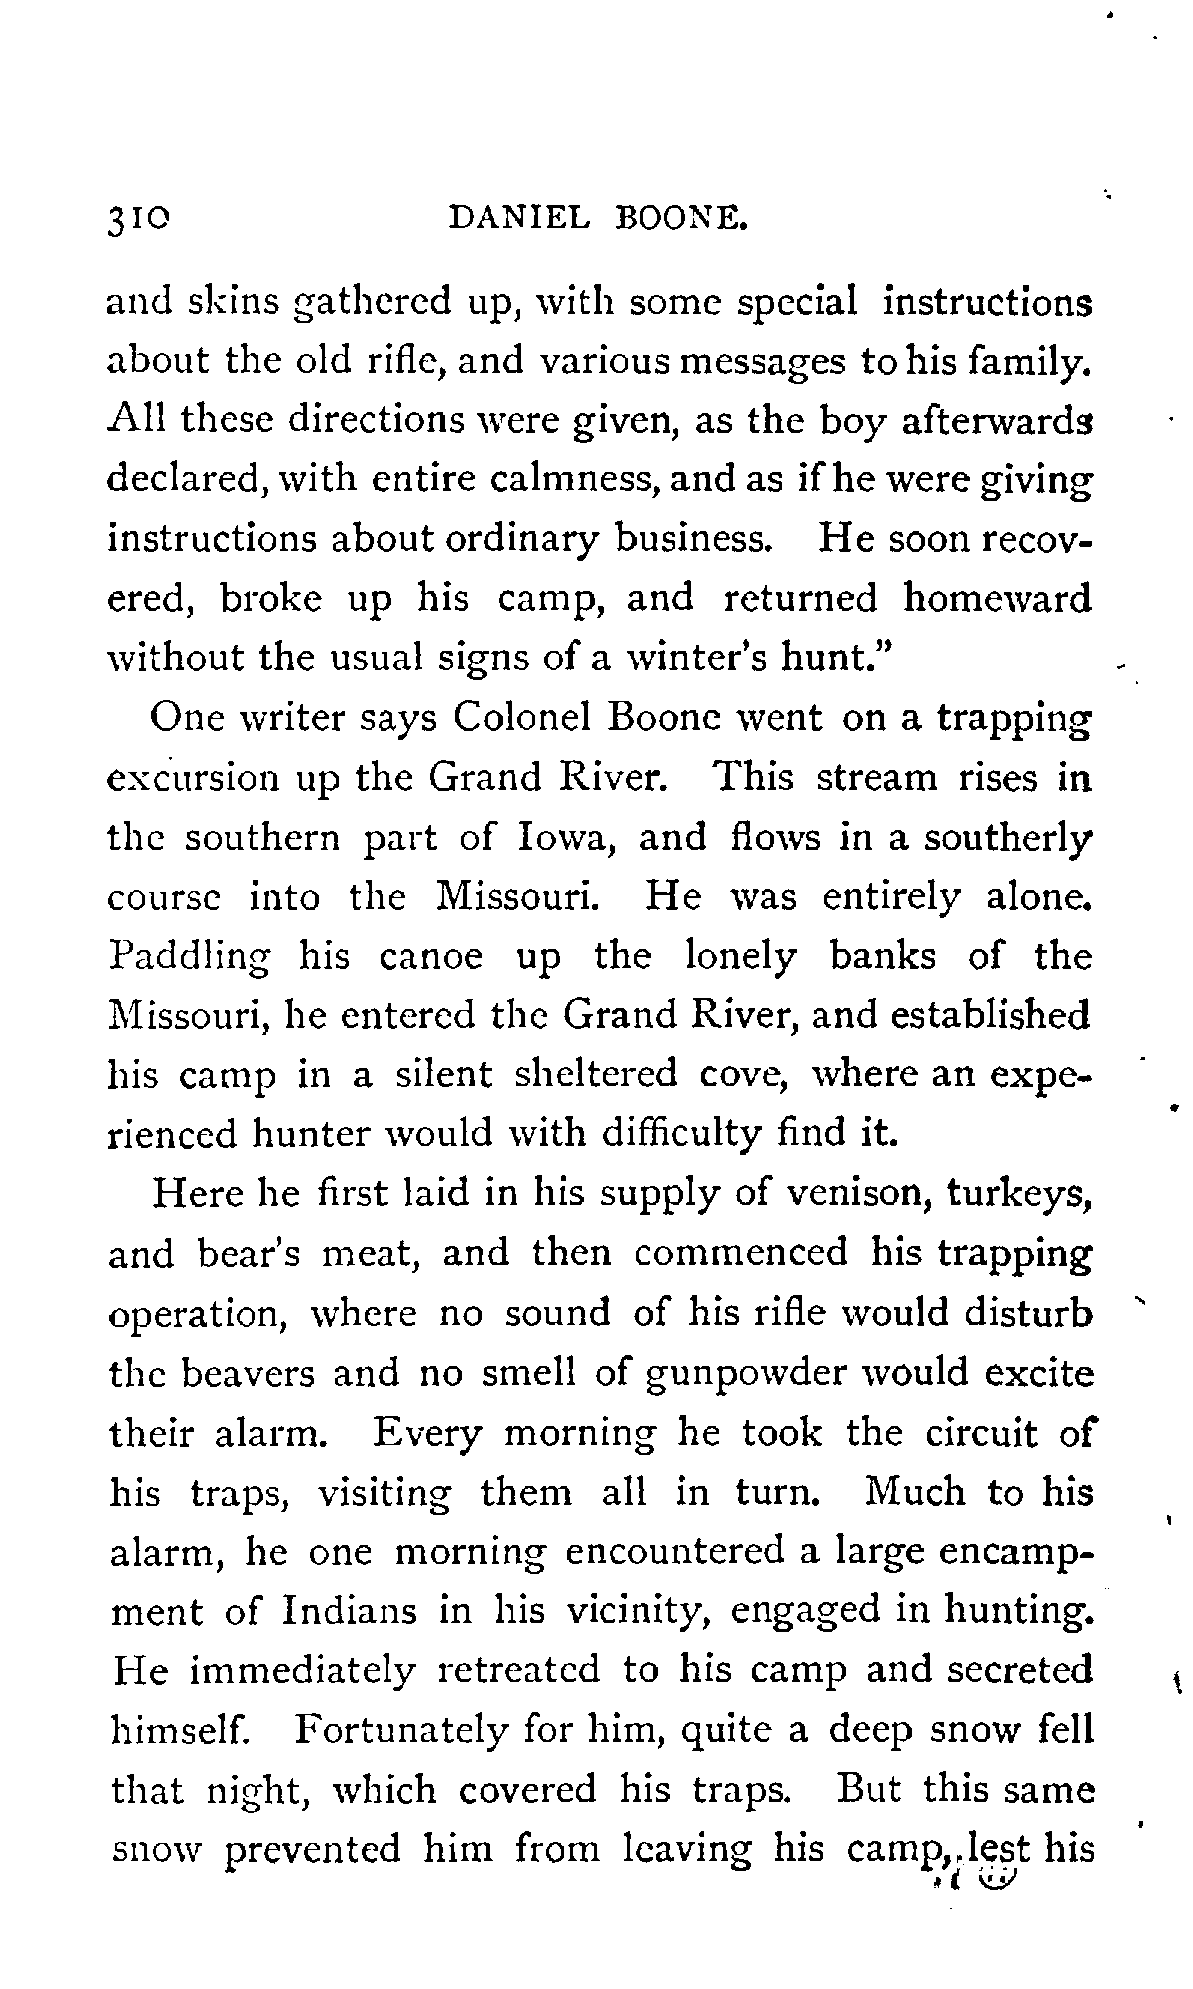 310 DANIEL BOONE.
and skins gathered up, with some special instructions
about the old rifle, and various messages to his family.
All these directions were given, as the boy afterwards
declared, with entire calmness, and as if he were giving
instructions about ordinary business. He soon recov-
ered, broke up his camp, and returned homeward
without the usual signs of a winter's hunt.”
One writer says Colonel Boone went on a trapping
excursion up the Grand River. This stream rises in
the southern part of Iowa, and flows in a southerly
course into the Missouri. He was entirely alone.
Paddling his canoe up the lonely banks of the
Missouri, he entered the Grand River, and established
his camp in a silent sheltered cove, where an expe-
rienced hunter would with difficulty find it.
Here he first laid in his supply of venison, turkeys,
and bear's meat, and then commenced his trapping
operation, where no sound of his rifle would disturb
the beavers and no smell of gunpowder would excite
their alarm. Every morning he took the circuit of
his traps, visiting them all in turn. Much to his
alarm, he one morning encountered a large encamp-
ment of Indians in his vicinity, engaged in hunting.
He immediately retreated to his camp and secreted
himself. Fortunately for him, quite a deep snow fell
that night, which covered his traps. But this same
snow prevented him from leaving his camp, lest his